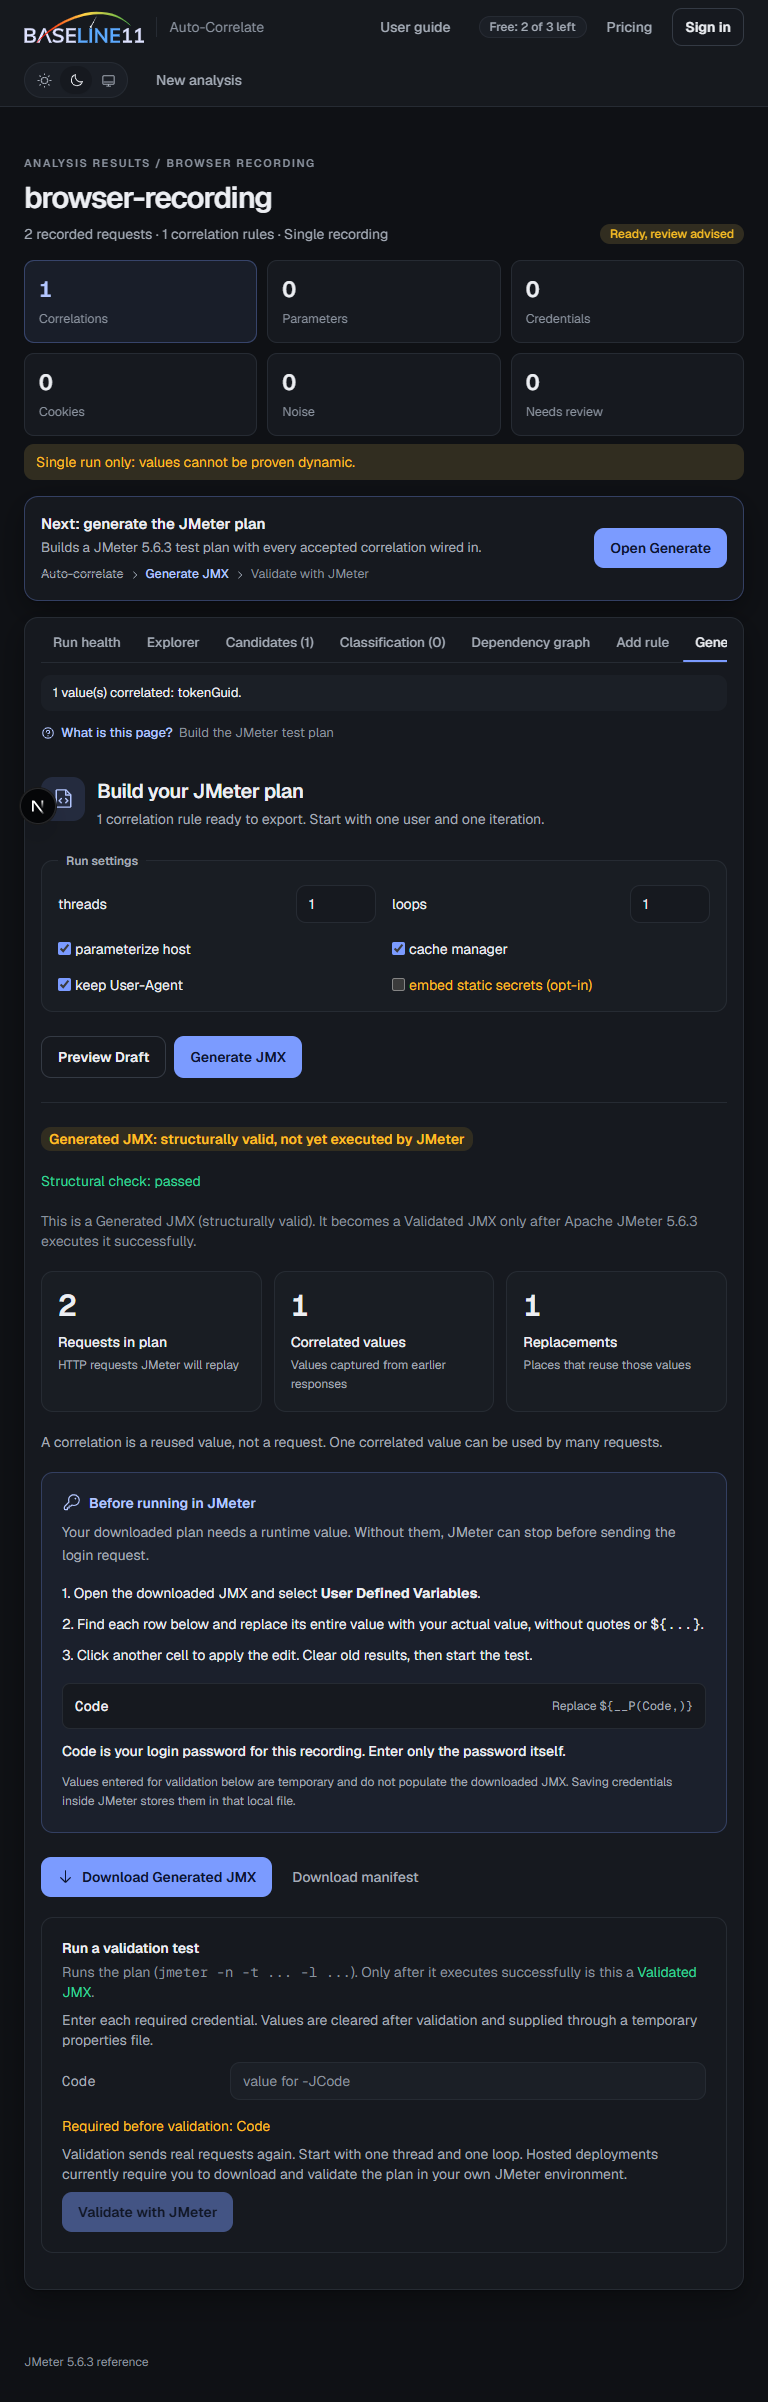 BASELINE11
Auto-Correlate
User guide
Free: 2 of 3 left
Pricing
Sign in
New analysis
ANALYSIS RESULTS / BROWSER RECORDING
browser-recording
2 recorded requests · 1 correlation rules · Single recording
Ready, review advised
1
Correlations
0
Parameters
0
Credentials
0
Cookies
0
Noise
0
Needs review
Single run only: values cannot be proven dynamic.
Next: generate the JMeter plan
Builds a JMeter 5.6.3 test plan with every accepted correlation wired in.
Auto-correlate > Generate JMX > Validate with JMeter
Open Generate
Run health
Explorer
Candidates (1)
Classification (0)
Dependency graph
Add rule
Gene
1 value(s) correlated: tokenGuid.
What is this page? Build the JMeter test plan
N
Build your JMeter plan
1 correlation rule ready to export. Start with one user and one iteration.
Run settings
threads
1
loops
1
parameterize host
cache manager
keep User-Agent
embed static secrets (opt-in)
Preview Draft
Generate JMX
Generated JMX: structurally valid, not yet executed by JMeter
Structural check: passed
This is a Generated JMX (structurally valid). It becomes a Validated JMX only after Apache JMeter 5.6.3
executes it successfully.
2
Requests in plan
HTTP requests JMeter will replay
1
Correlated values
Values captured from earlier
responses
1
Replacements
Places that reuse those values
A correlation is a reused value, not a request. One correlated value can be used by many requests.
Before running in JMeter
Your downloaded plan needs a runtime value. Without them, JMeter can stop before sending the
login request.
1. Open the downloaded JMX and select User Defined Variables.
2. Find each row below and replace its entire value with your actual value, without quotes or ${...}.
3. Click another cell to apply the edit. Clear old results, then start the test.
Code
Replace ${__P(Code,)}
Code is your login password for this recording. Enter only the password itself.
Values entered for validation below are temporary and do not populate the downloaded JMX. Saving credentials
inside JMeter stores them in that local file.
Download Generated JMX
Download manifest
Run a validation test
Runs the plan (jmeter -n -t ... -l ...). Only after it executes successfully is this a Validated
JMX.
Enter each required credential. Values are cleared after validation and supplied through a temporary
properties file.
Code
value for -JCode
Required before validation: Code
Validation sends real requests again. Start with one thread and one loop. Hosted deployments
currently require you to download and validate the plan in your own JMeter environment.
Validate with JMeter
JMeter 5.6.3 reference